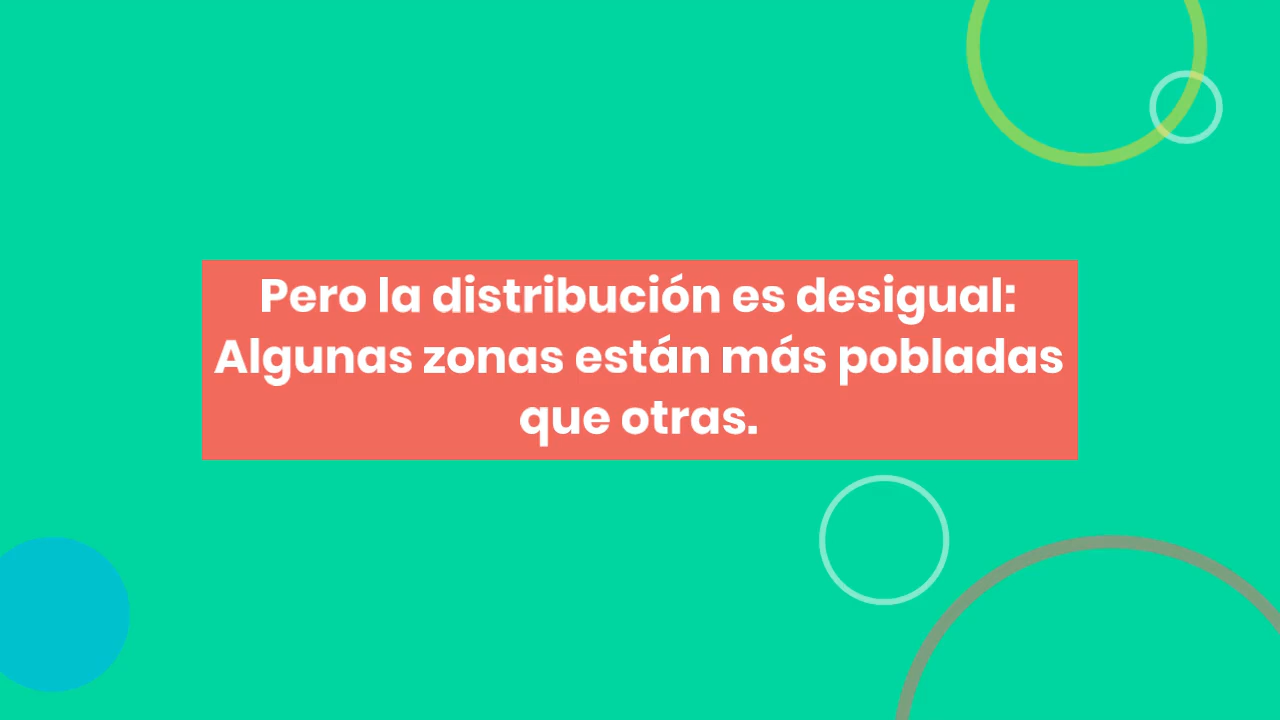 Pero la distribución es desigual:
Algunas zonas están más pobladas
que otras.